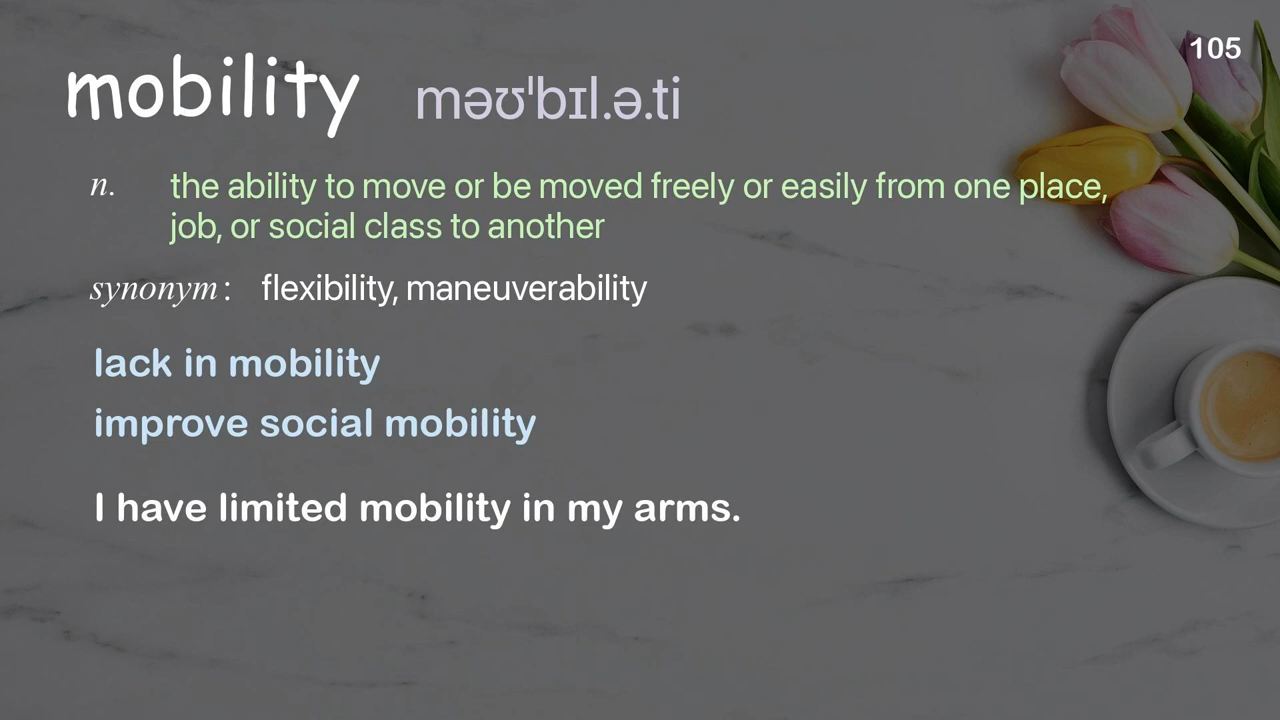 105
mobility məʊˈbɪl.ə.ti
n. the ability to move or be moved freely or easily from one place,
job, or social class to another
synonym: flexibility, maneuverability
lack in mobility
improve social mobility
I have limited mobility in my arms.